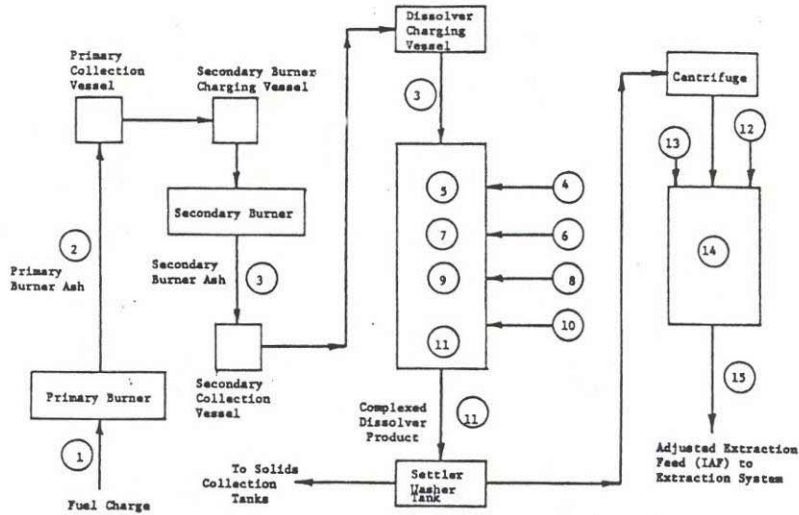 Dissolver
Charging
Vessel
Primary
Collection
Vessel
Secondary Burner
Charging Vessel
Centrifuge
3
12
13
5
4
Secondary Burner
2
7
6
14
Primary
Burner Ash
Secondary
Burner Ash
3
9
8
10
11
Secondary
Collection
Vessel
Primary Burner
15
Complexed
Dissolver
Product
11
1
Adjusted Extraction
Feed (IAF) to
Extraction System
To Solids
Collection
Tanks
Settler
Washer
Tank
Fuel Charge